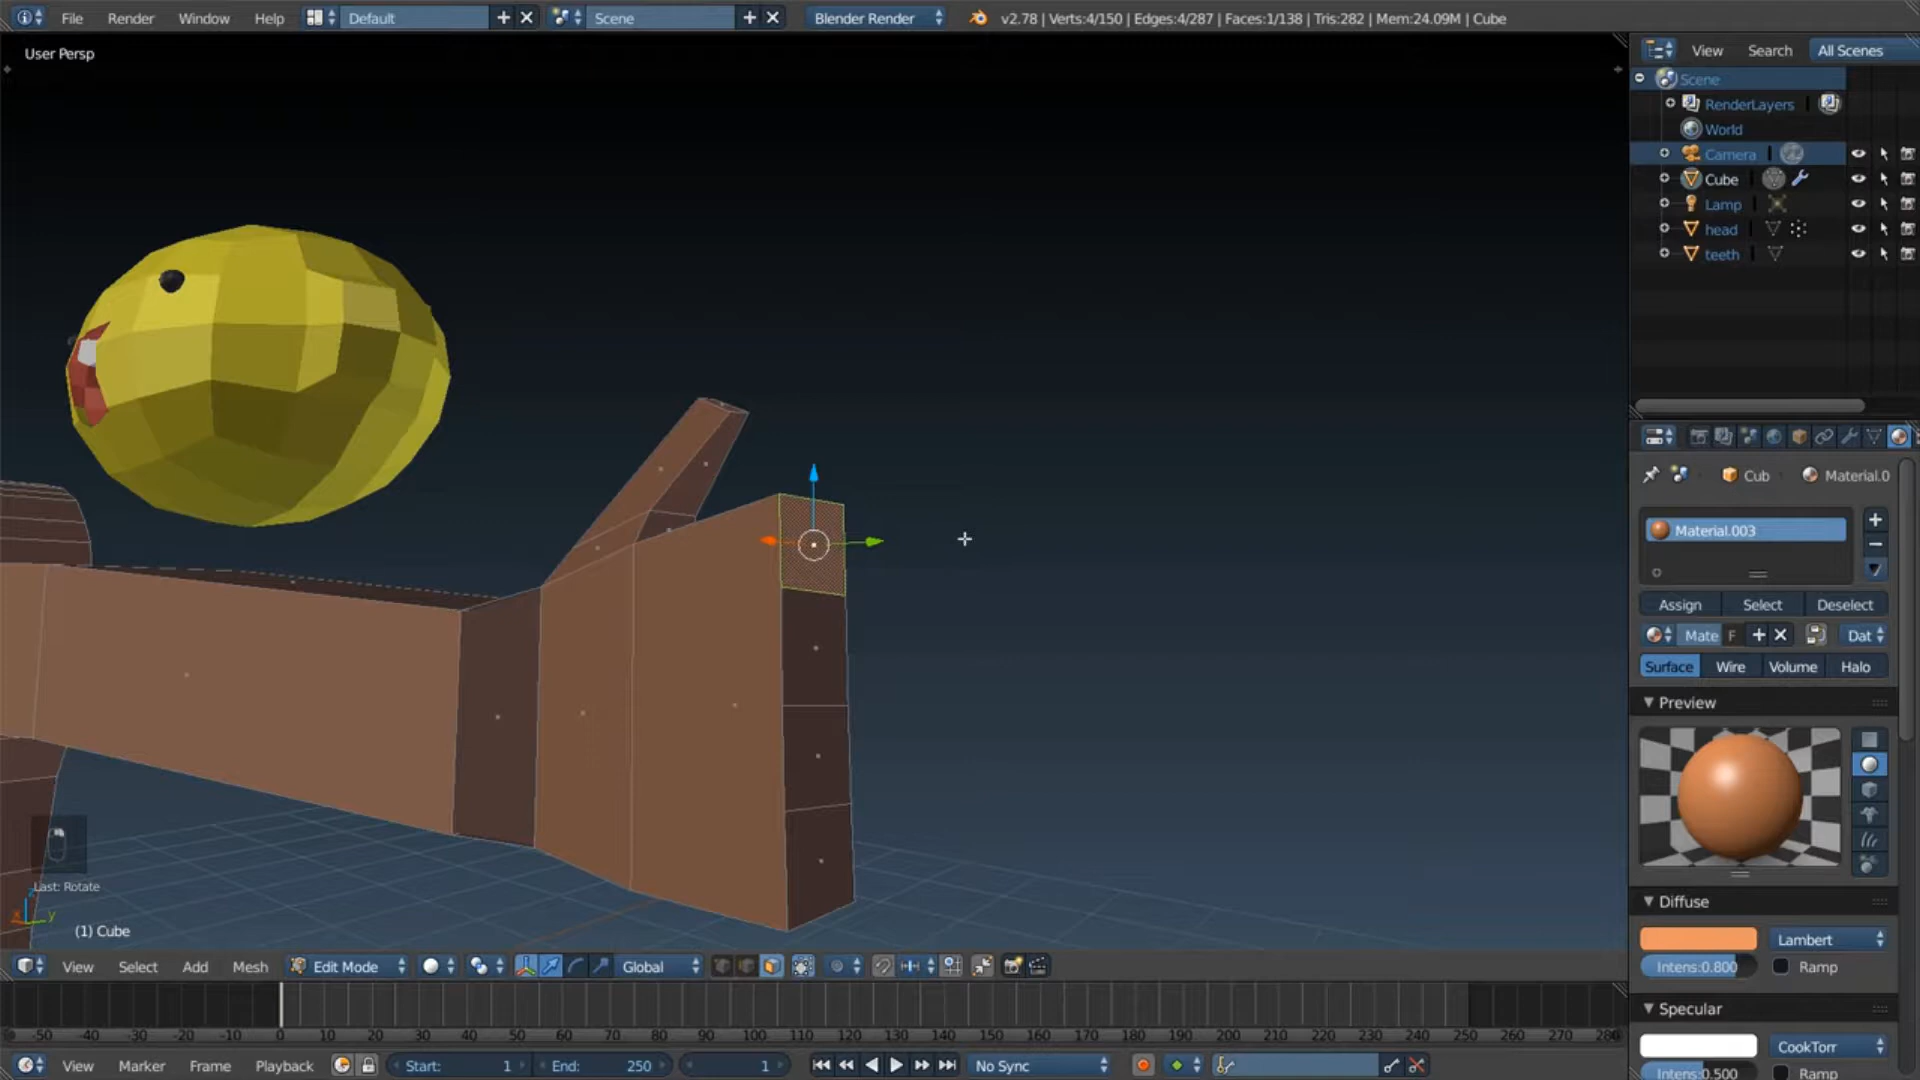 File Render Window Help Default Scene Blender Render v2.78 | Verts:4/150 | Edges:4/287 | Faces:1/138 | Tris:282 | Mem:24.09M | Cube
User Persp
View Search All Scenes
Scene
RenderLayers
World
Camera
Cube
Lamp
head
teeth
Cub Material.0
Material.003
Assign Select Deselect
Mate F Dat
Surface Wire Volume Halo
Preview
Last: Rotate
z
x y
(1) Cube
Diffuse
Lambert
Intens:0.800 Ramp
Specular
CookTorr
Intens:0.500 Ramp
View Select Add Mesh Edit Mode Global
-50 -40 -30 -20 -10 0 10 20 30 40 50 60 70 80 90 100 110 120 130 140 150 160 170 180 190 200 210 220 230 240 250 260 270 280
View Marker Frame Playback Start: 1 End: 250 1 No Sync